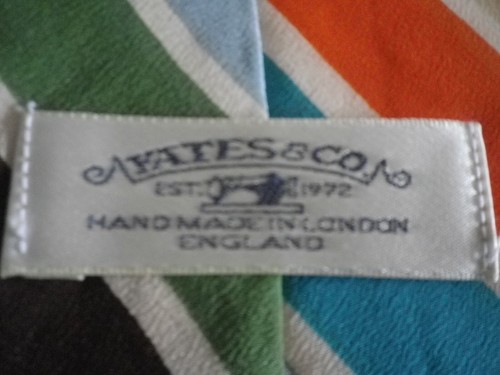 FATES & CO.
EST. 1972
HAND MADE IN LONDON
ENGLAND